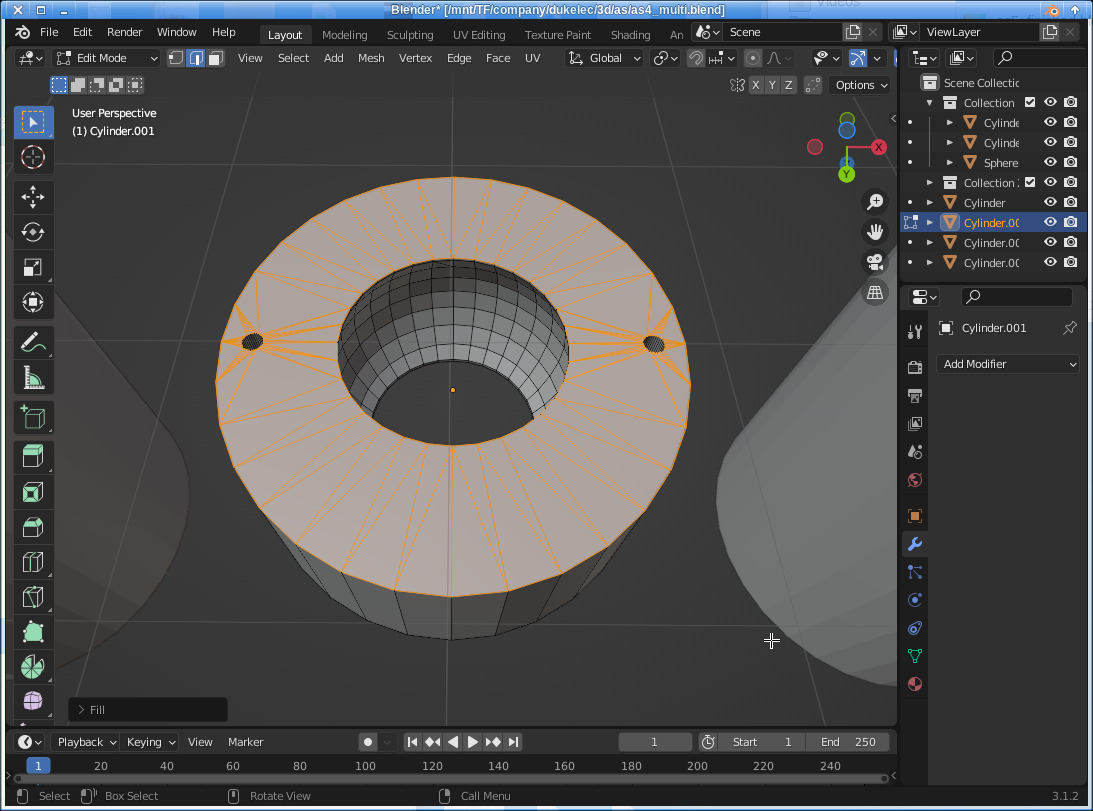 Blender* [/mnt/TF/company/dukelec/3d/as/as4_multi.blend]
File Edit Render Window Help Layout Modeling Sculpting UV Editing Texture Paint Shading An Scene ViewLayer
Edit Mode View Select Add Mesh Vertex Edge Face UV Global
X Y Z Options
User Perspective
(1) Cylinder.001
X
Y
Scene Collectic
Collection
Cylinde
Cylinde
Sphere
Collection
Cylinder
Cylinder.00
Cylinder.00
Cylinder.00
Cylinder.001
Add Modifier
Fill
Playback Keying View Marker 1 Start 1 End 250
1 20 40 60 80 100 120 140 160 180 200 220 240
Select Box Select Rotate View Call Menu 3.1.2